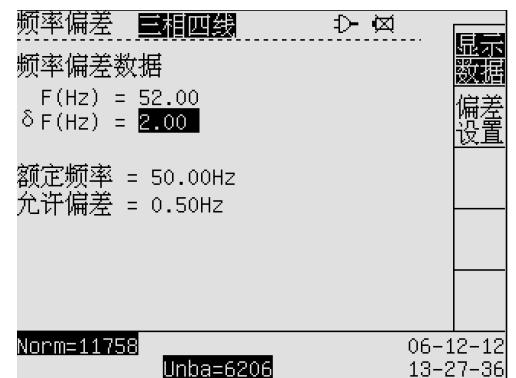 频率偏差 三相四线
频率偏差数据
F(Hz) = 52.00
δF(Hz) = 2.00
额定频率 = 50.00Hz
允许偏差 = 0.50Hz
显示
数据
偏差
设置
Norm=11758
Unba=6206
06-12-12
13-27-36